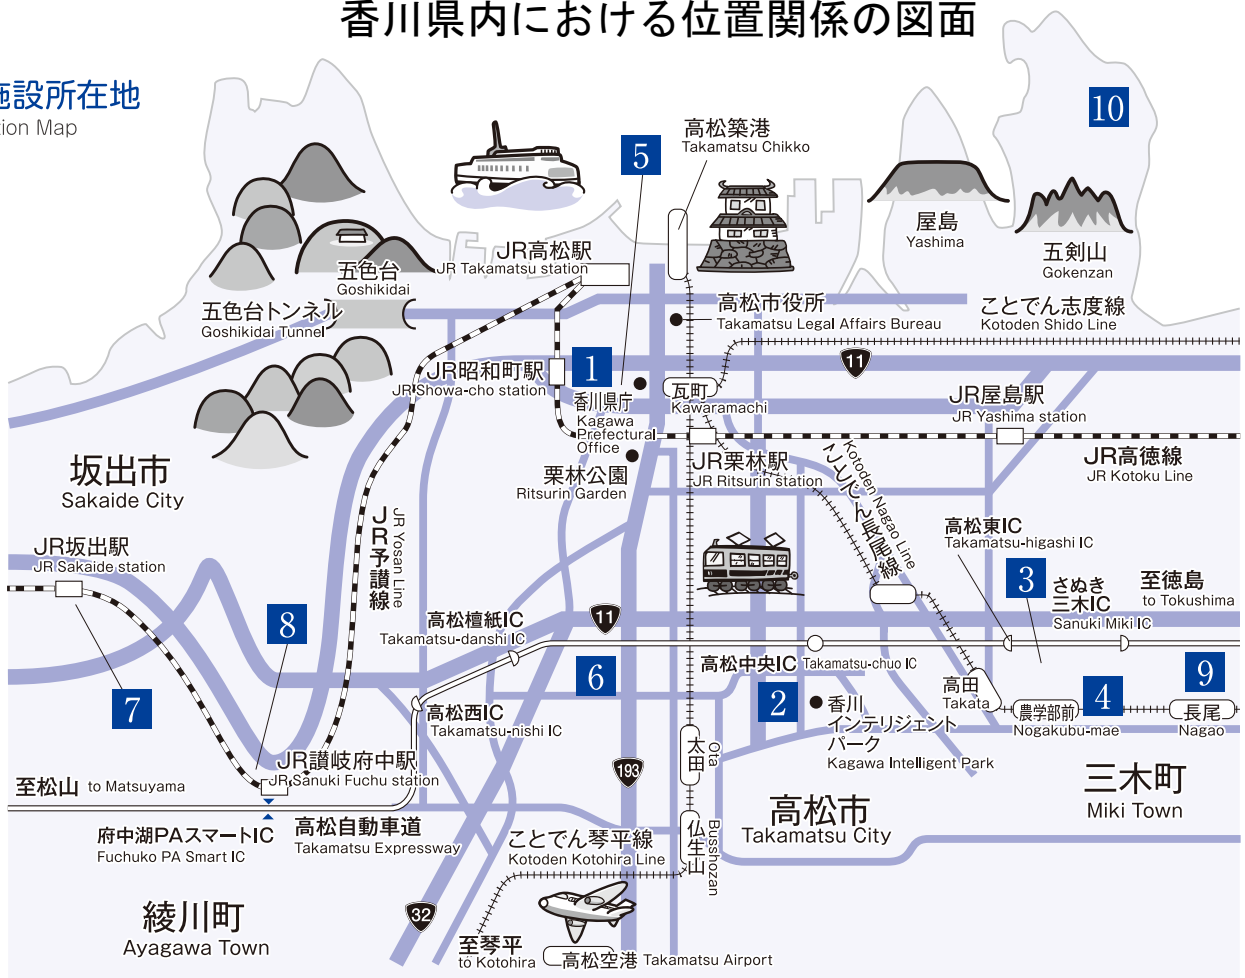 香川県内における位置関係の図面
施設所在地
tion Map
10
5
高松築港
Takamatsu Chikko
屋島
Yashima
五剣山
Gokenzan
JR高松駅
JR Takamatsu station
五色台
Goshikidai
五色台トンネル
Goshikidai Tunnel
高松市役所
Takamatsu Legal Affairs Bureau
ことでん志度線
Kotoden Shido Line
11
1
JR昭和町駅
JR Showa-cho station
香川県庁
Kagawa
Prefectural
Office
瓦町
Kawaramachi
JR屋島駅
JR Yashima station
栗林公園
Ritsurin Garden
JR栗林駅
JR Ritsurin station
JR高徳線
JR Kotoku Line
坂出市
Sakaide City
JR予讃線
JR Yosan Line
ことでん長尾線
Kotoden Nagao Line
高松東IC
Takamatsu-higashi IC
JR坂出駅
JR Sakaide station
3
さぬき
三木IC
Sanuki Miki IC
至徳島
to Tokushima
8
高松檀紙IC
Takamatsu-danshi IC
11
6
高松中央IC Takamatsu-chuo IC
7
高松西IC
Takamatsu-nishi IC
2
香川
インテリジェント
パーク
Kagawa Intelligent Park
高田
Takata
農学部前
Nogakubu-mae
4
9
長尾
Nagao
太田
Ota
JR讃岐府中駅
JR Sanuki Fuchu station
193
至松山 to Matsuyama
三木町
Miki Town
高松市
Takamatsu City
府中湖PAスマートIC
Fuchuko PA Smart IC
高松自動車道
Takamatsu Expressway
ことでん琴平線
Kotoden Kotohira Line
仏生山
Busshozan
綾川町
Ayagawa Town
32
至琴平
to Kotohira
高松空港 Takamatsu Airport